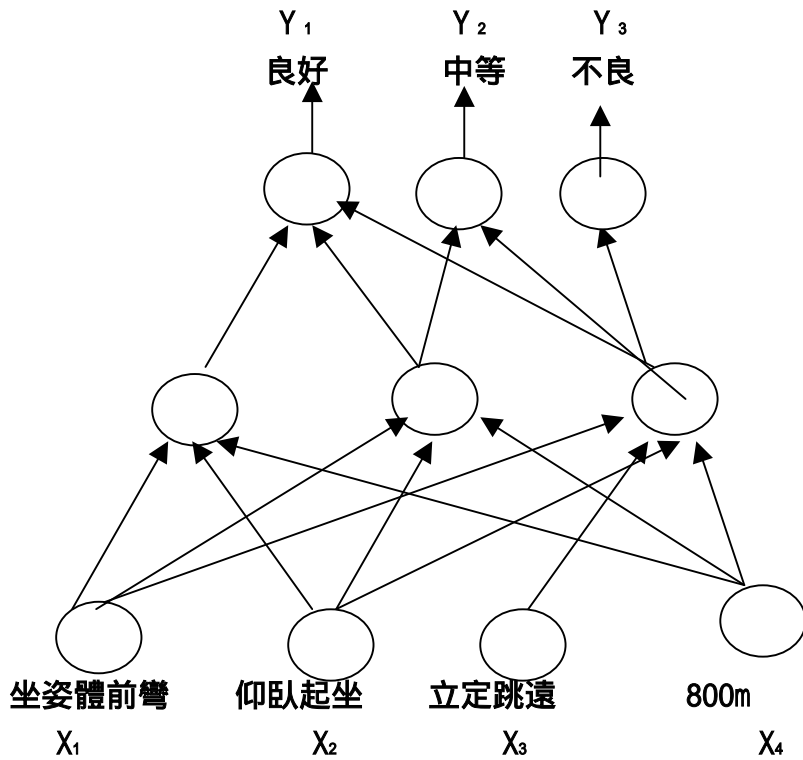 Y₁ Y₂ Y₃
良好 中等 不良
坐姿體前彎 仰臥起坐 立定跳遠 800m
X₁ X₂ X₃ X₄